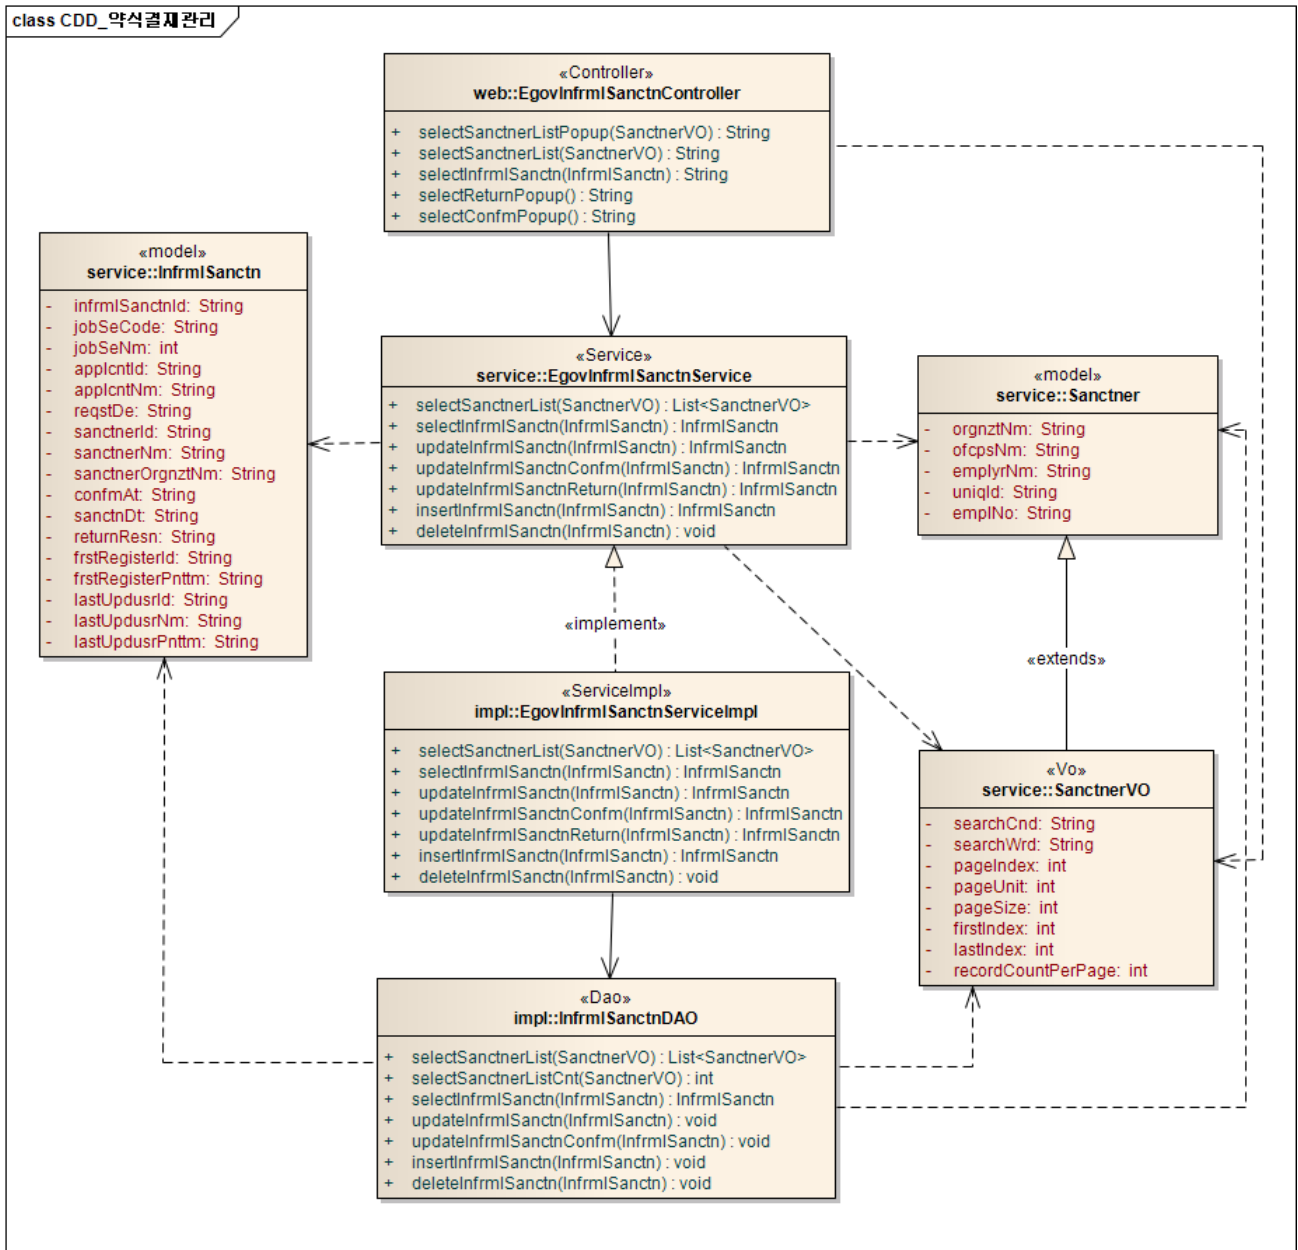 class CDD_약식결재관리
«Controller»
web::EgovInfrmlSanctnController
+ selectSanctnerListPopup(SanctnerVO) : String
+ selectSanctnerList(SanctnerVO) : String
+ selectInfrmlSanctn(InfrmlSanctn) : String
+ selectReturnPopup() : String
+ selectConfmPopup() : String
«model»
service::InfrmlSanctn
- infrmlSanctnId: String
- jobSeCode: String
- jobSeNm: int
- applcntId: String
- applcntNm: String
- reqstDe: String
- sanctnerId: String
- sanctnerNm: String
- sanctnerOrgnztNm: String
- confmAt: String
- sanctnDt: String
- returnResn: String
- frstRegisterId: String
- frstRegisterPnttm: String
- lastUpdusrId: String
- lastUpdusrNm: String
- lastUpdusrPnttm: String
«Service»
service::EgovInfrmlSanctnService
+ selectSanctnerList(SanctnerVO) : List<SanctnerVO>
+ selectInfrmlSanctn(InfrmlSanctn) : InfrmlSanctn
+ updateInfrmlSanctn(InfrmlSanctn) : InfrmlSanctn
+ updateInfrmlSanctnConfm(InfrmlSanctn) : InfrmlSanctn
+ updateInfrmlSanctnReturn(InfrmlSanctn) : InfrmlSanctn
+ insertInfrmlSanctn(InfrmlSanctn) : InfrmlSanctn
+ deleteInfrmlSanctn(InfrmlSanctn) : void
«model»
service::Sanctner
- orgnztNm: String
- ofcpsNm: String
- emplyrNm: String
- uniqId: String
- emplNo: String
«implement»
«extends»
«ServiceImpl»
impl::EgovInfrmlSanctnServiceImpl
+ selectSanctnerList(SanctnerVO) : List<SanctnerVO>
+ selectInfrmlSanctn(InfrmlSanctn) : InfrmlSanctn
+ updateInfrmlSanctn(InfrmlSanctn) : InfrmlSanctn
+ updateInfrmlSanctnConfm(InfrmlSanctn) : InfrmlSanctn
+ updateInfrmlSanctnReturn(InfrmlSanctn) : InfrmlSanctn
+ insertInfrmlSanctn(InfrmlSanctn) : InfrmlSanctn
+ deleteInfrmlSanctn(InfrmlSanctn) : void
«Vo»
service::SanctnerVO
- searchCnd: String
- searchWrd: String
- pageIndex: int
- pageUnit: int
- pageSize: int
- firstIndex: int
- lastIndex: int
- recordCountPerPage: int
«Dao»
impl::InfrmlSanctnDAO
+ selectSanctnerList(SanctnerVO) : List<SanctnerVO>
+ selectSanctnerListCnt(SanctnerVO) : int
+ selectInfrmlSanctn(InfrmlSanctn) : InfrmlSanctn
+ updateInfrmlSanctn(InfrmlSanctn) : void
+ updateInfrmlSanctnConfm(InfrmlSanctn) : void
+ insertInfrmlSanctn(InfrmlSanctn) : void
+ deleteInfrmlSanctn(InfrmlSanctn) : void